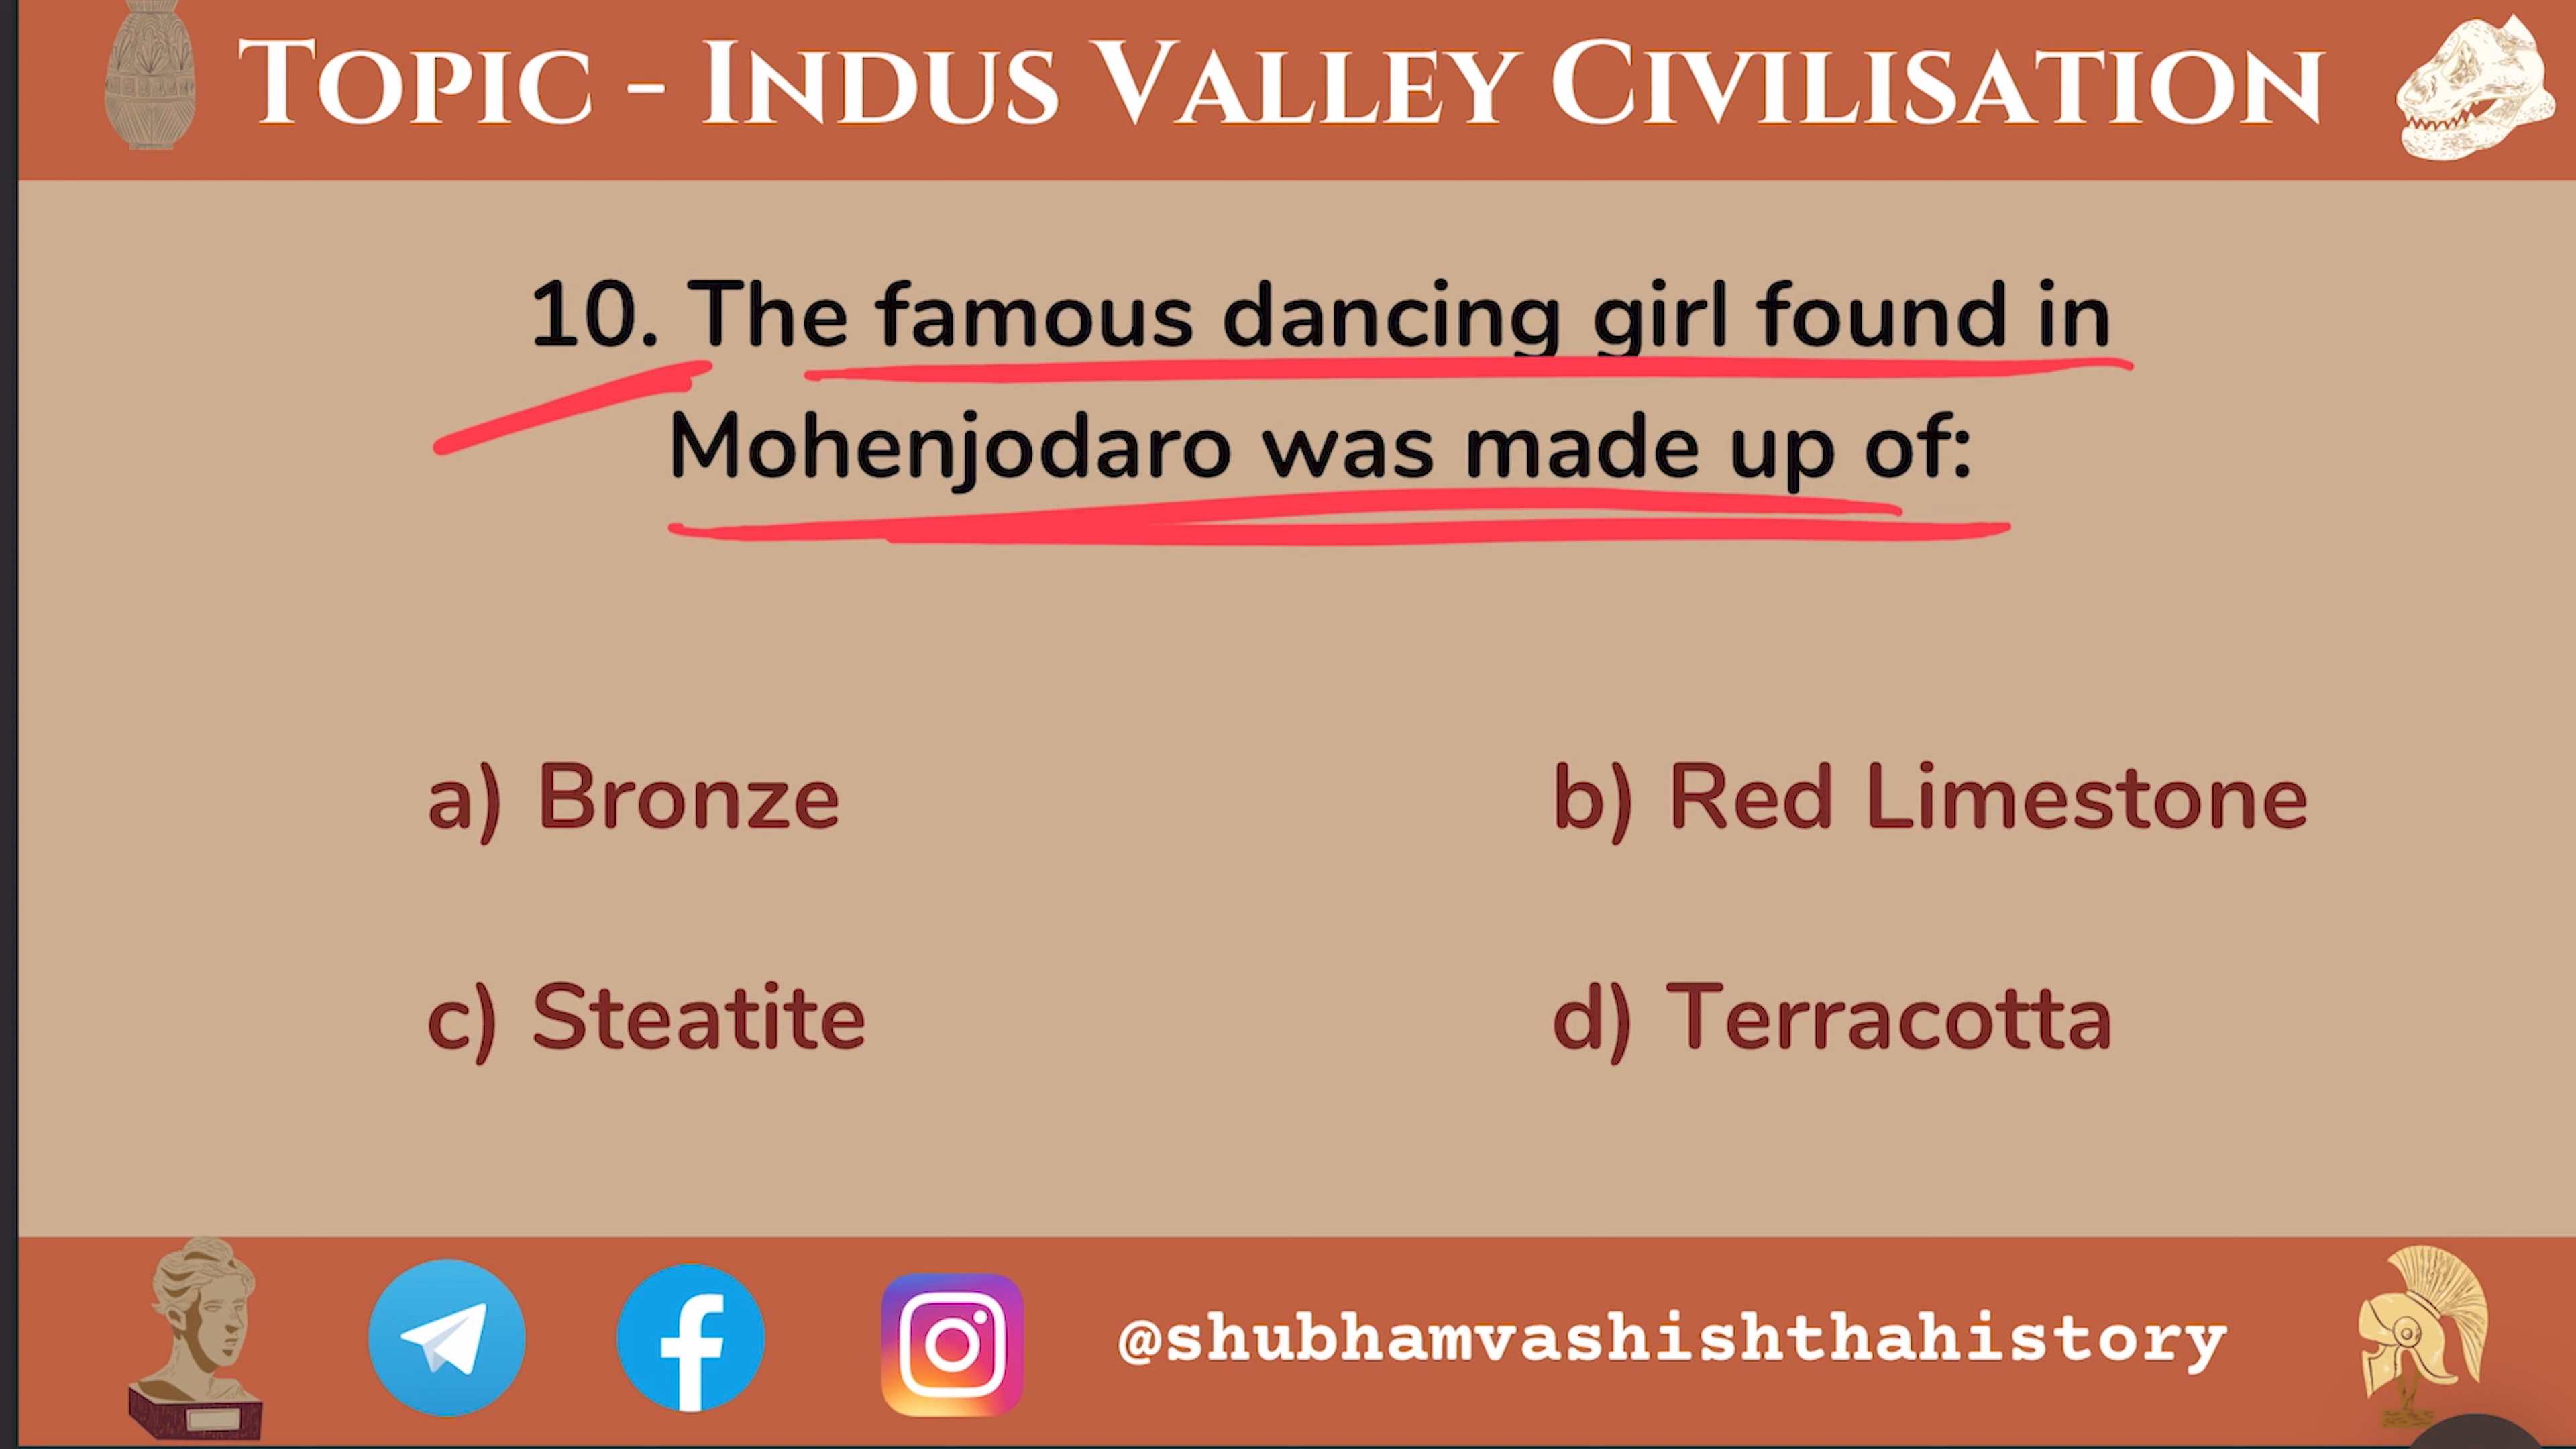 TOPIC - INDUS VALLEY CIVILISATION
10. The famous dancing girl found in
Mohenjodaro was made up of:
a) Bronze
b) Red Limestone
c) Steatite
d) Terracotta
@shubhamvashishthahistory